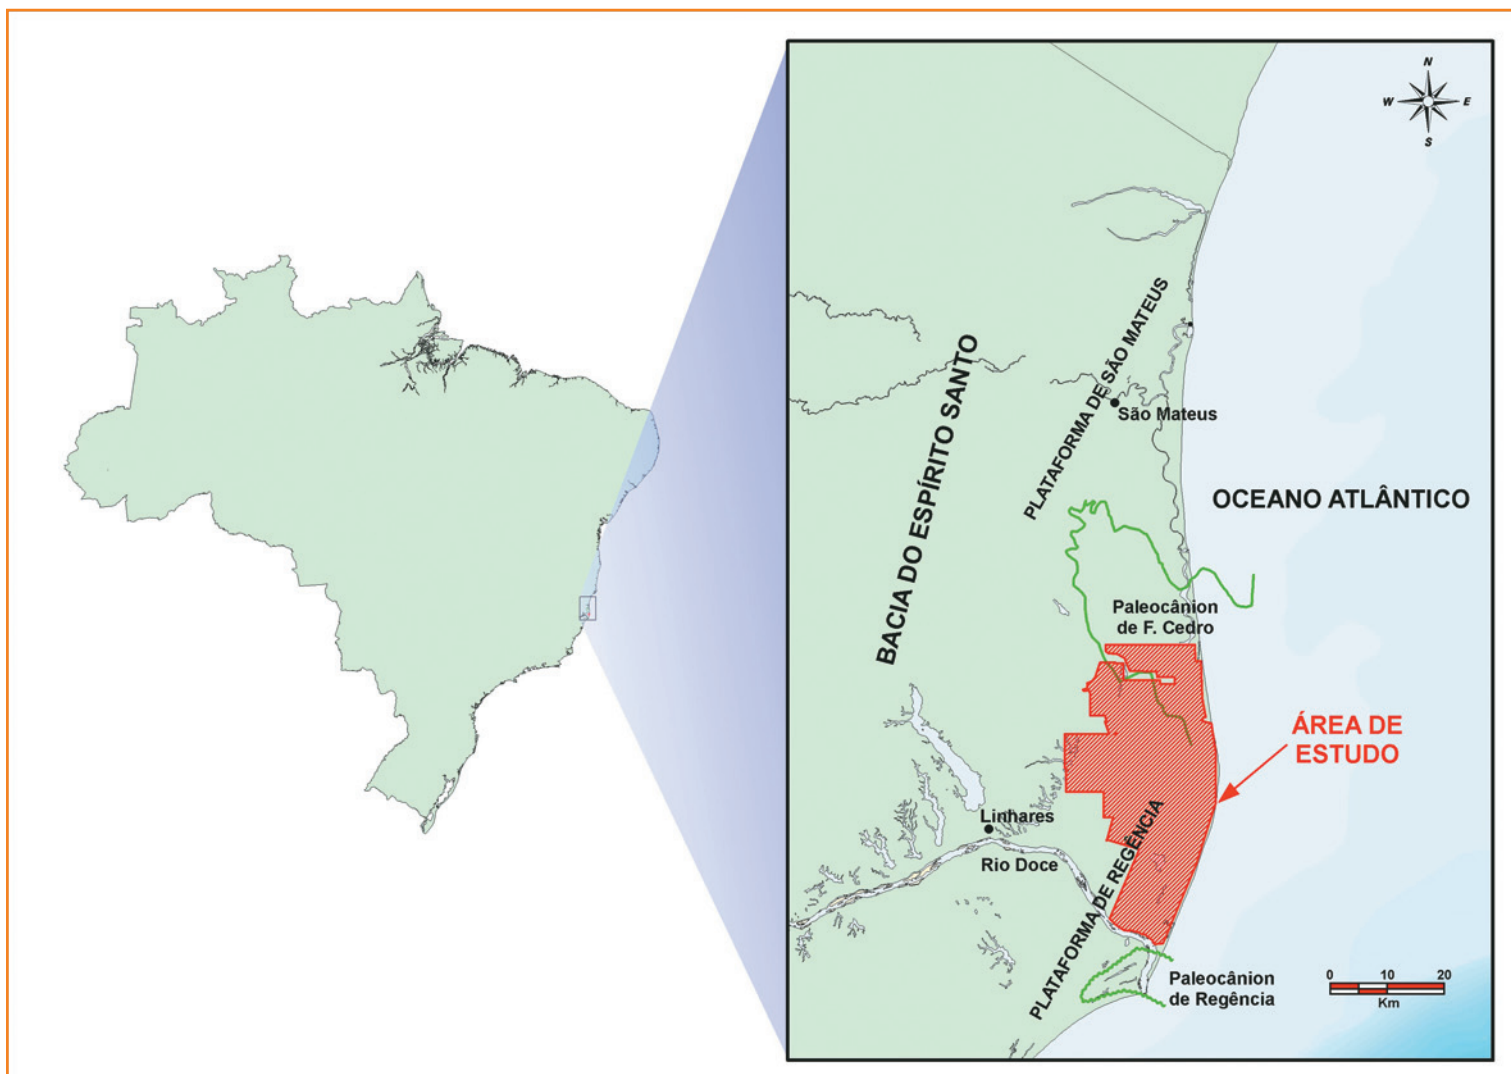 N
W
E
S
PLATAFORMA DE SÃO MATEUS
BACIA DO ESPÍRITO SANTO
São Mateus
OCEANO ATLÂNTICO
Paleocânion
de F. Cedro
ÁREA DE
ESTUDO
Linhares
Rio Doce
PLATAFORMA DE REGÊNCIA
Paleocânion
de Regência
0 10 20
Km